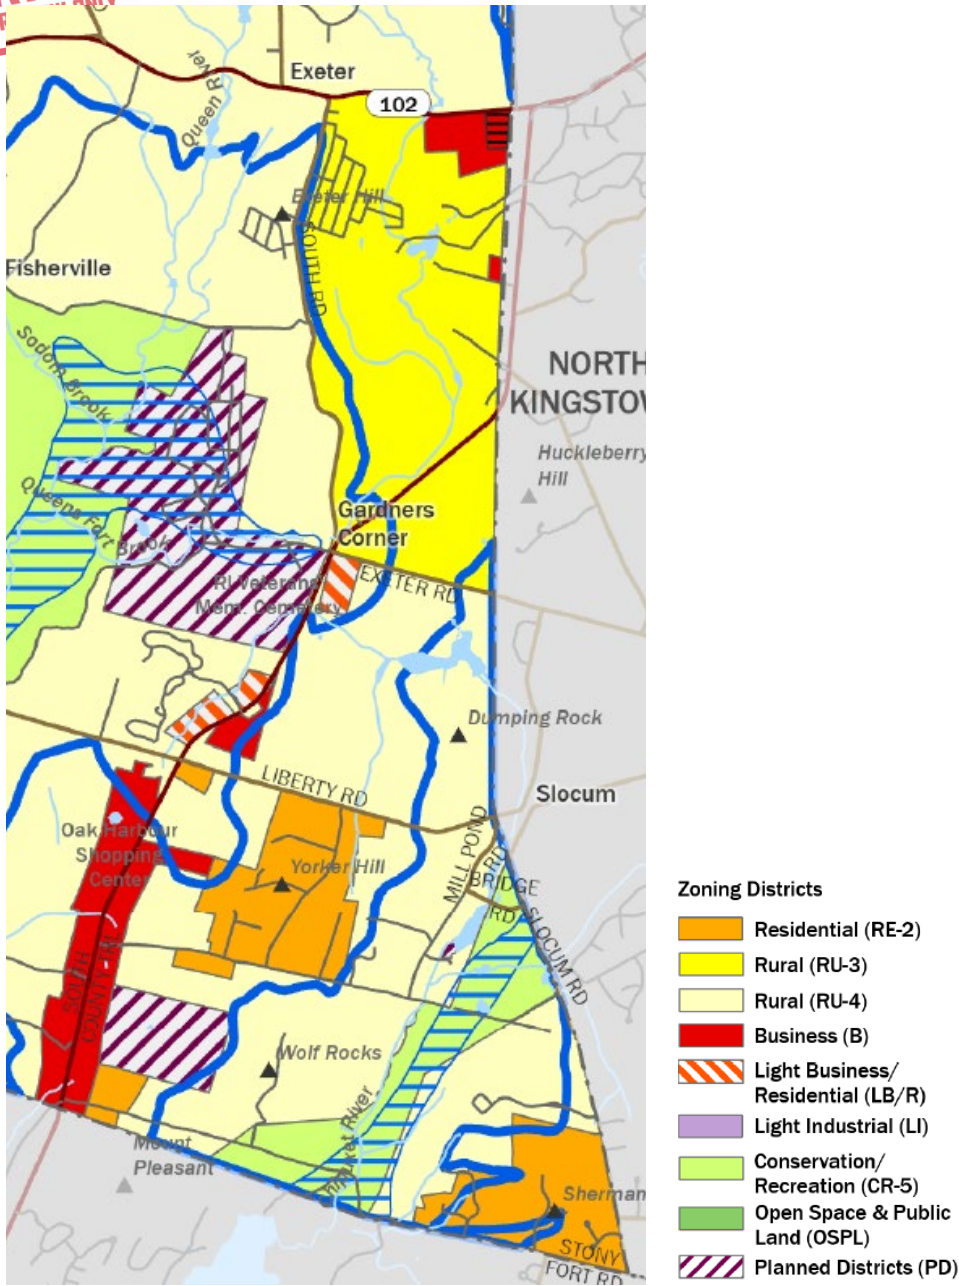 Exeter
102
Queen River
Exeter Hill
SOUTH RD
Fisherville
Sodom Brook
NORTH
KINGSTOW
Huckleberry
Hill
Queens Fort Brook
Gardners
Corner
EXETER RD
RI Veterans
Mem. Cemetery
Dumping Rock
LIBERTY RD
Slocum
Oak Harbour
Shopping
Center
Yorker Hill
MILL POND
RD
BRIDGE
RD
SLOCUM RD
SOUTH
COUNTY
Wolf Rocks
River
Mount
Pleasant
Sherman
STONY
FORT RD
Zoning Districts
Residential (RE-2)
Rural (RU-3)
Rural (RU-4)
Business (B)
Light Business/
Residential (LB/R)
Light Industrial (LI)
Conservation/
Recreation (CR-5)
Open Space & Public
Land (OSPL)
Planned Districts (PD)